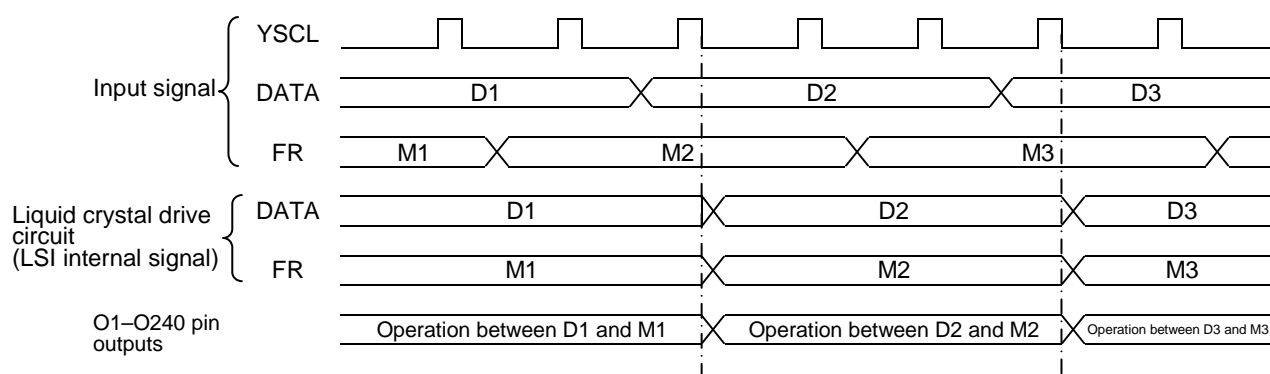 YSCL
Input signal
DATA
D1
D2
D3
FR
M1
M2
M3
Liquid crystal drive
circuit
(LSI internal signal)
DATA
D1
D2
D3
FR
M1
M2
M3
O1–O240 pin
outputs
Operation between D1 and M1
Operation between D2 and M2
Operation between D3 and M3